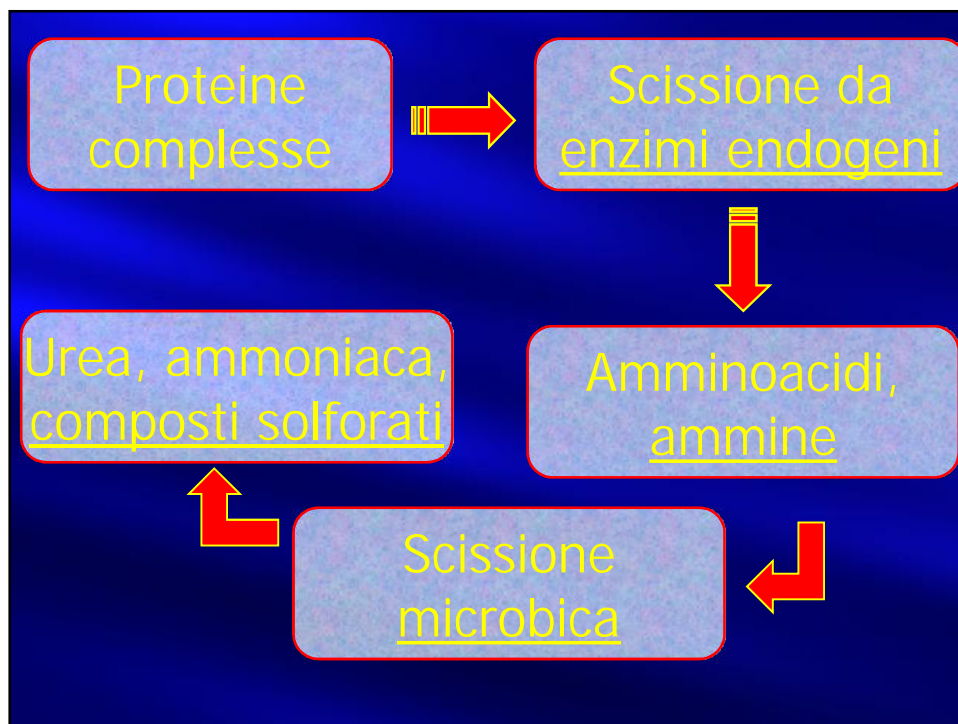 Proteine
complesse
Scissione da
enzimi endogeni
Amminoacidi,
ammine
Scissione
microbica
Urea, ammoniaca,
composti solforati